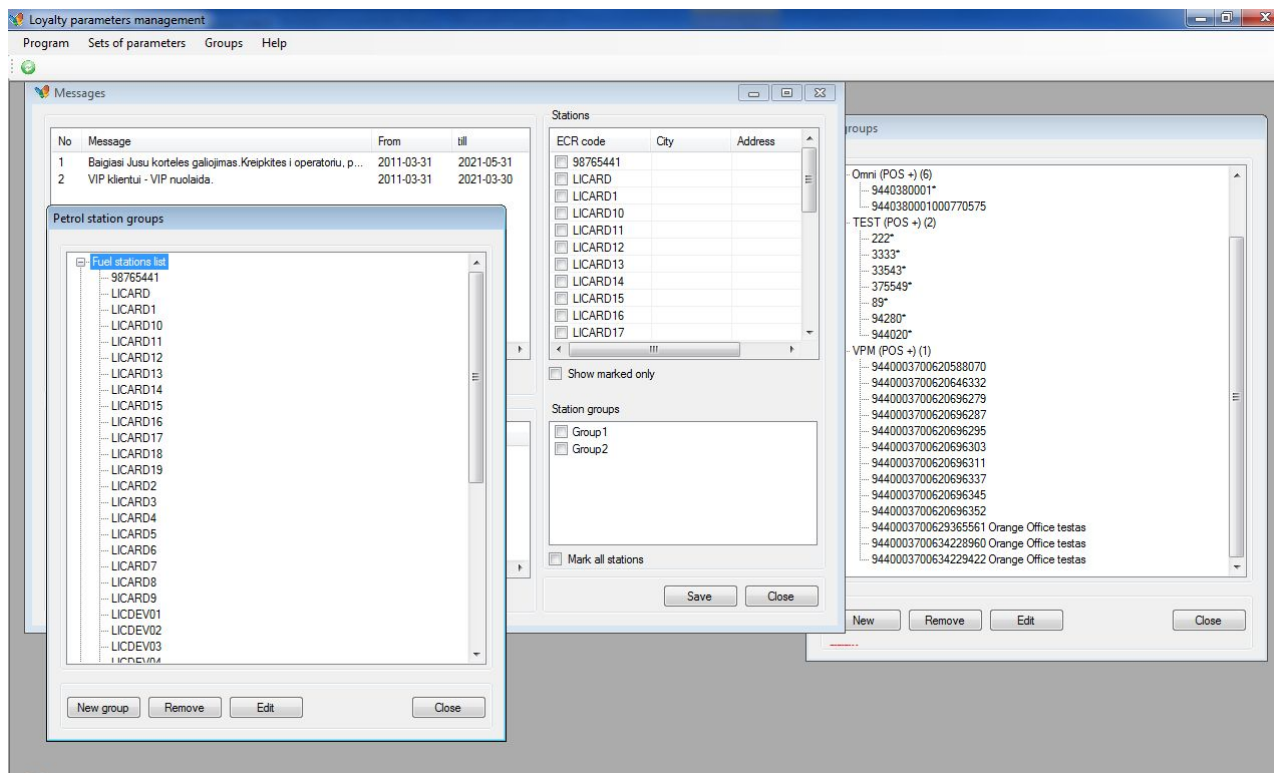 Loyalty parameters management
Program Sets of parameters Groups Help
Messages
No Message From till
1 Baigiasi Jusu korteles galiojimas.Kreipkites i operatoriu, p... 2011-03-31 2021-05-31
2 VIP klientui - VIP nuolaida. 2011-03-31 2021-03-30
Stations
ECR code City Address
98765441
LICARD
LICARD1
LICARD10
LICARD11
LICARD12
LICARD13
LICARD14
LICARD15
LICARD16
LICARD17
Show marked only
Station groups
Group1
Group2
Mark all stations
Save Close
Petrol station groups
Fuel stations list
98765441
LICARD
LICARD1
LICARD10
LICARD11
LICARD12
LICARD13
LICARD14
LICARD15
LICARD16
LICARD17
LICARD18
LICARD19
LICARD2
LICARD3
LICARD4
LICARD5
LICARD6
LICARD7
LICARD8
LICARD9
LICDEV01
LICDEV02
LICDEV03
LICDEV04
New group Remove Edit Close
groups
Omni (POS +) (6)
9440380001*
9440380001000770575
TEST (POS +) (2)
222*
3333*
33543*
375549*
89*
94280*
944020*
VPM (POS +) (1)
9440003700620588070
9440003700620646332
9440003700620696279
9440003700620696287
9440003700620696295
9440003700620696303
9440003700620696311
9440003700620696337
9440003700620696345
9440003700620696352
9440003700629365561 Orange Office testas
9440003700634228960 Orange Office testas
9440003700634229422 Orange Office testas
New Remove Edit Close